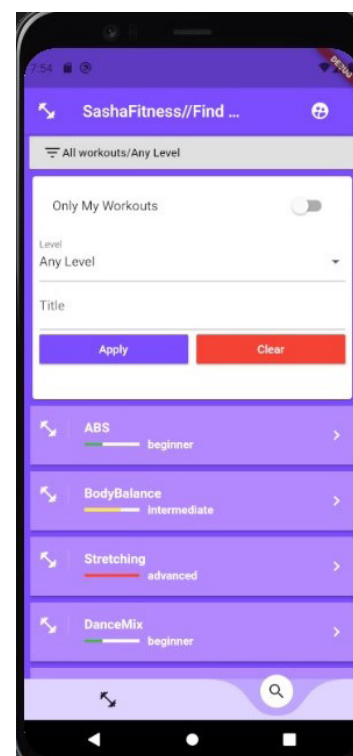 7:54
DEBUG
SashaFitness//Find ...
All workouts/Any Level
Only My Workouts
Level
Any Level
Title
Apply Clear
ABS
beginner
BodyBalance
intermediate
Stretching
advanced
DanceMix
beginner